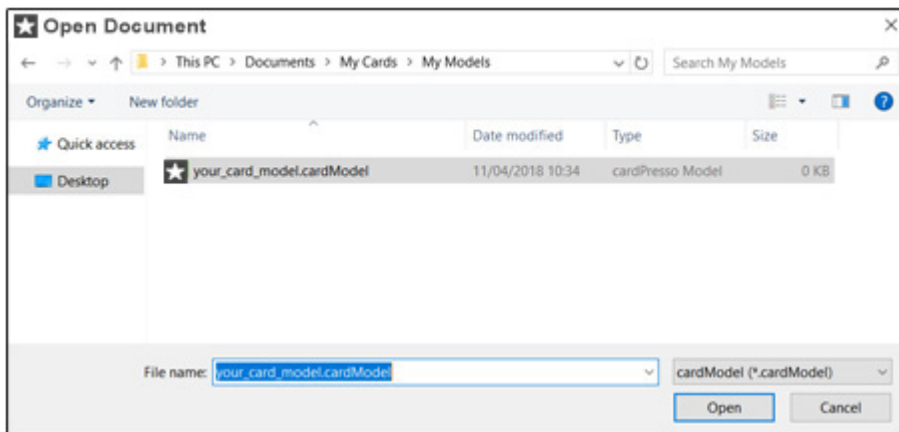 Open Document
This PC > Documents > My Cards > My Models
Search My Models
Organize
New folder
Quick access
Desktop
Name Date modified Type Size
your_card_model.cardModel 11/04/2018 10:34 cardPresso Model 0 KB
File name: your_card_model.cardModel
cardModel (*.cardModel)
Open Cancel